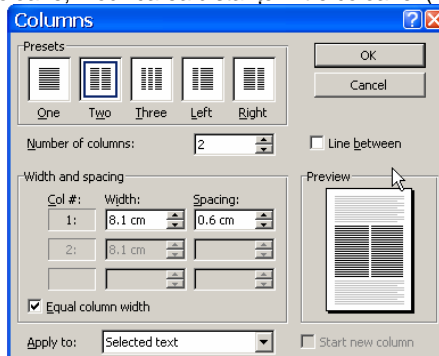 Columns
Presets
One Two Three Left Right
OK
Cancel
Number of columns: 2
Line between
Width and spacing
Col #: Width: Spacing:
1: 8.1 cm 0.6 cm
2: 8.1 cm
Equal column width
Preview
Apply to: Selected text
Start new column